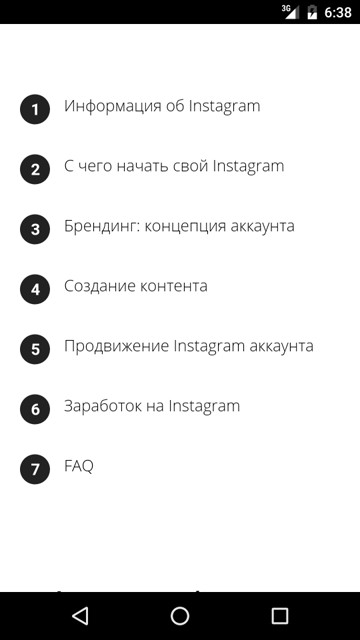 3G 6:38
1 Информация об Instagram
2 С чего начать свой Instagram
3 Брендинг: концепция аккаунта
4 Создание контента
5 Продвижение Instagram аккаунта
6 Заработок на Instagram
7 FAQ